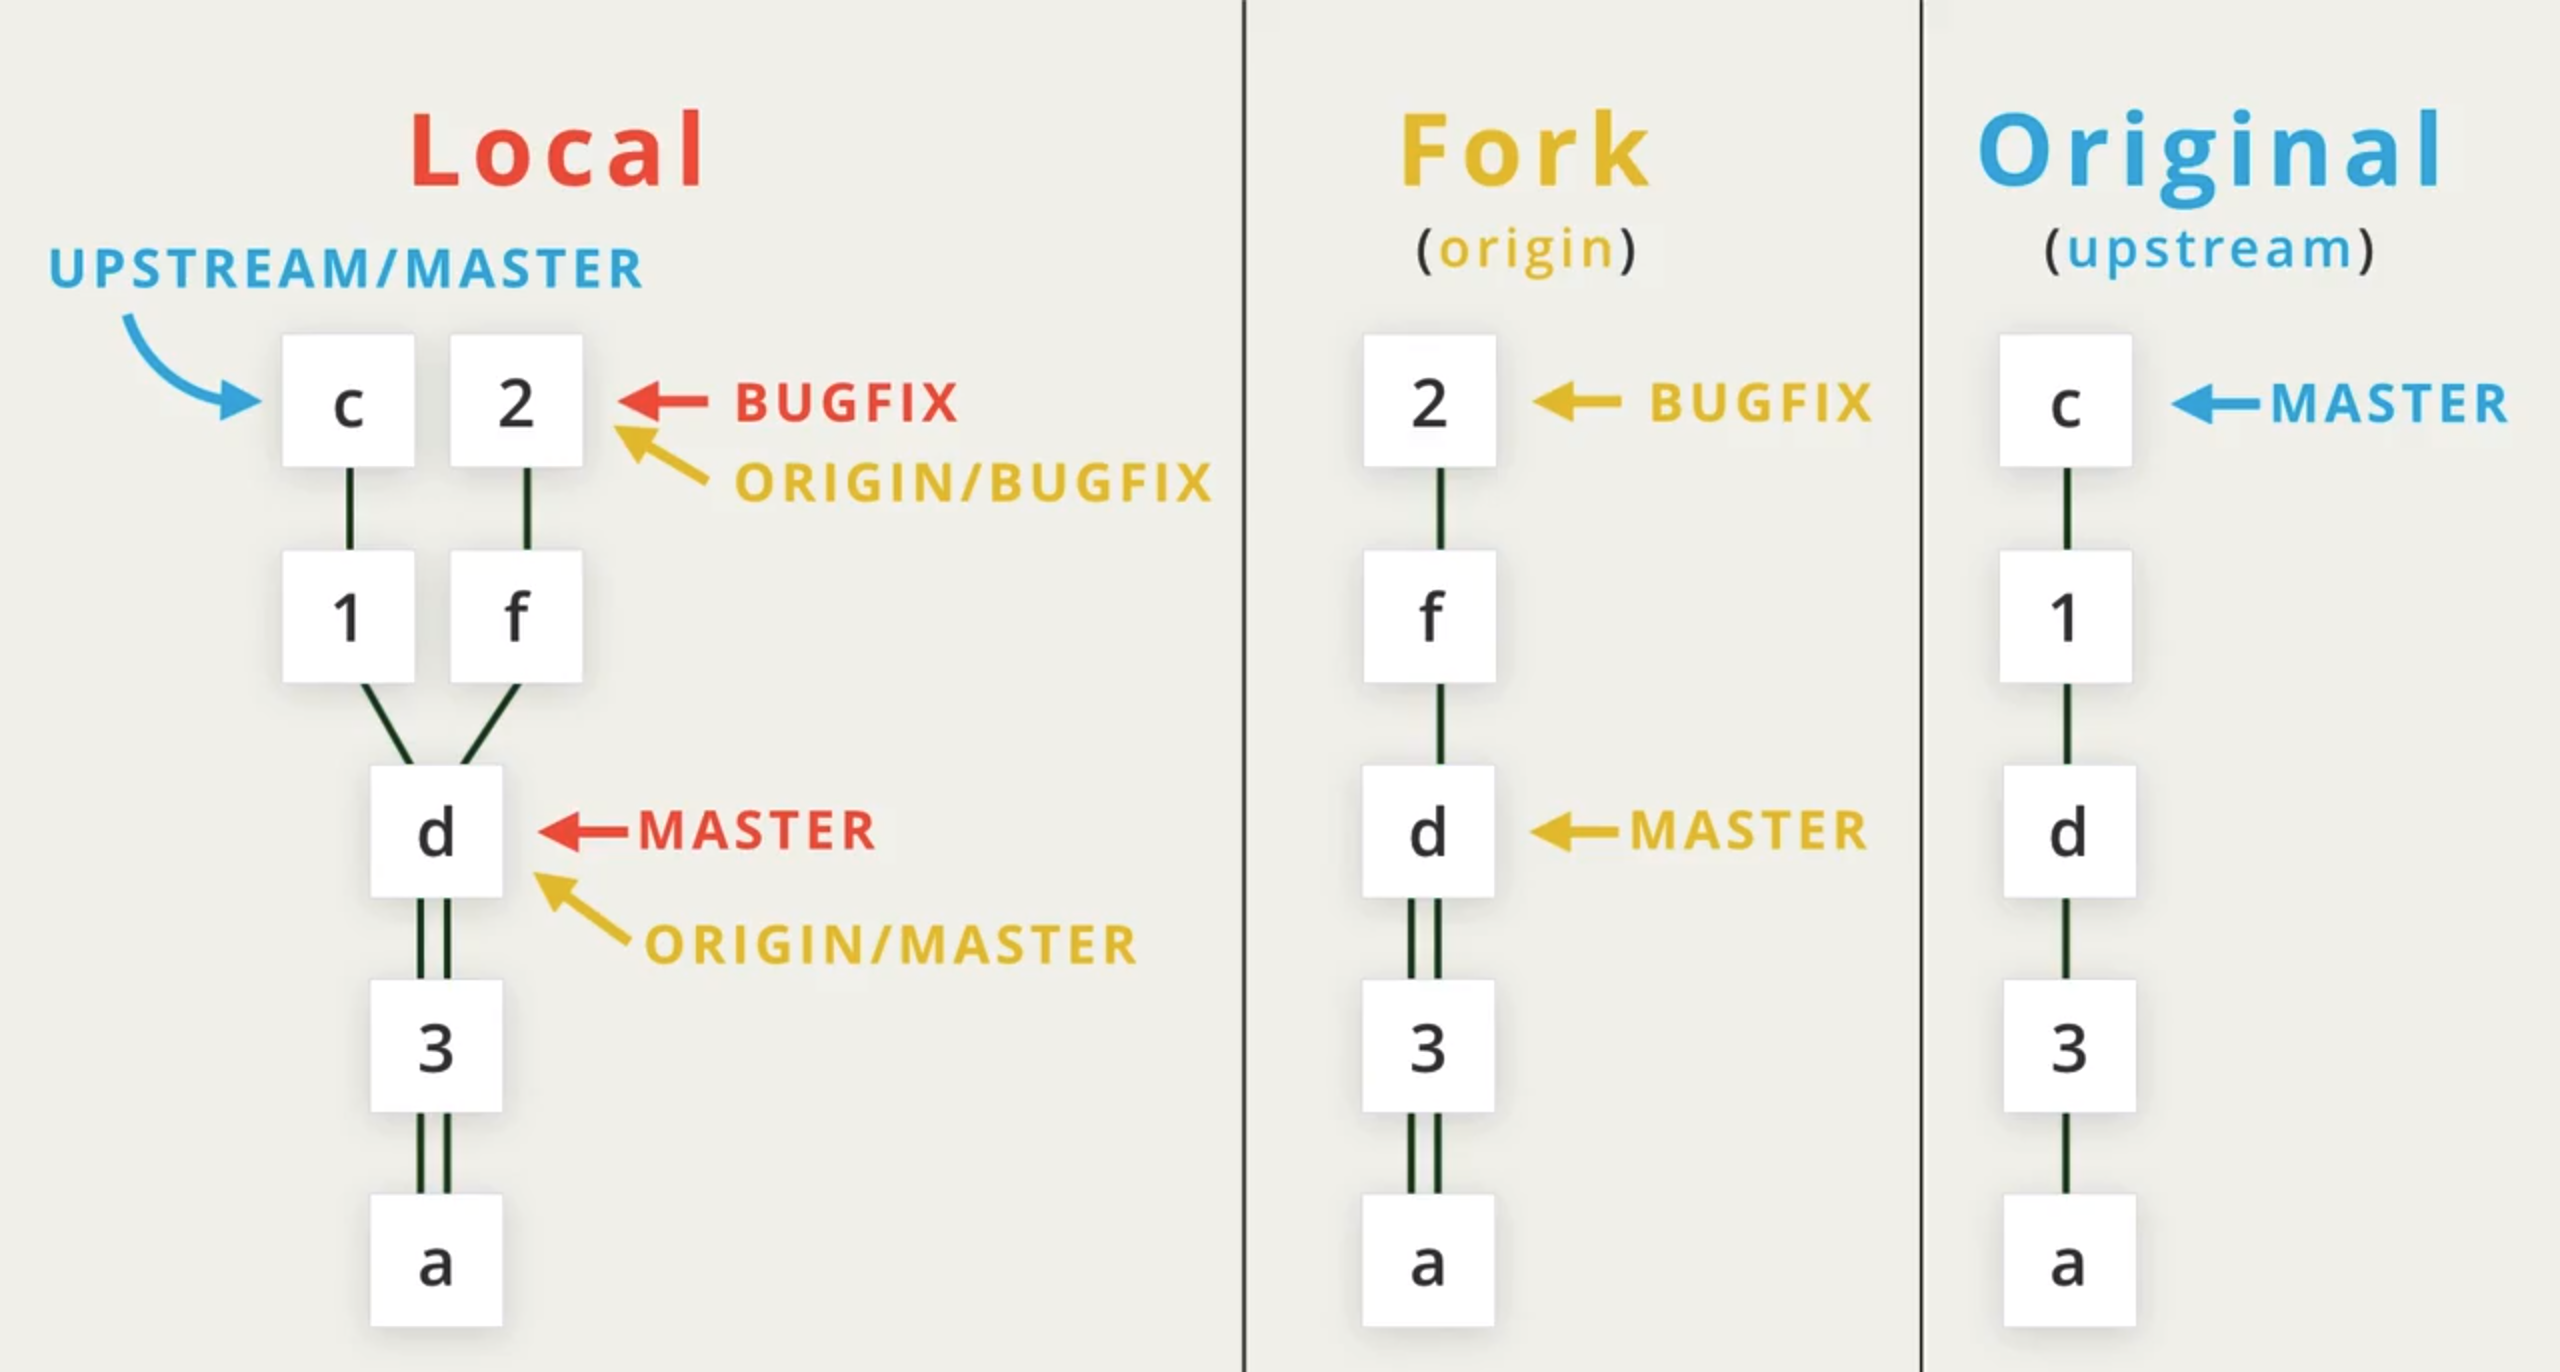 Local
UPSTREAM/MASTER
c 2
BUGFIX
ORIGIN/BUGFIX
1 f
d
MASTER
ORIGIN/MASTER
3
a
Fork
(origin)
2
BUGFIX
f
d
MASTER
3
a
Original
(upstream)
c
MASTER
1
d
3
a